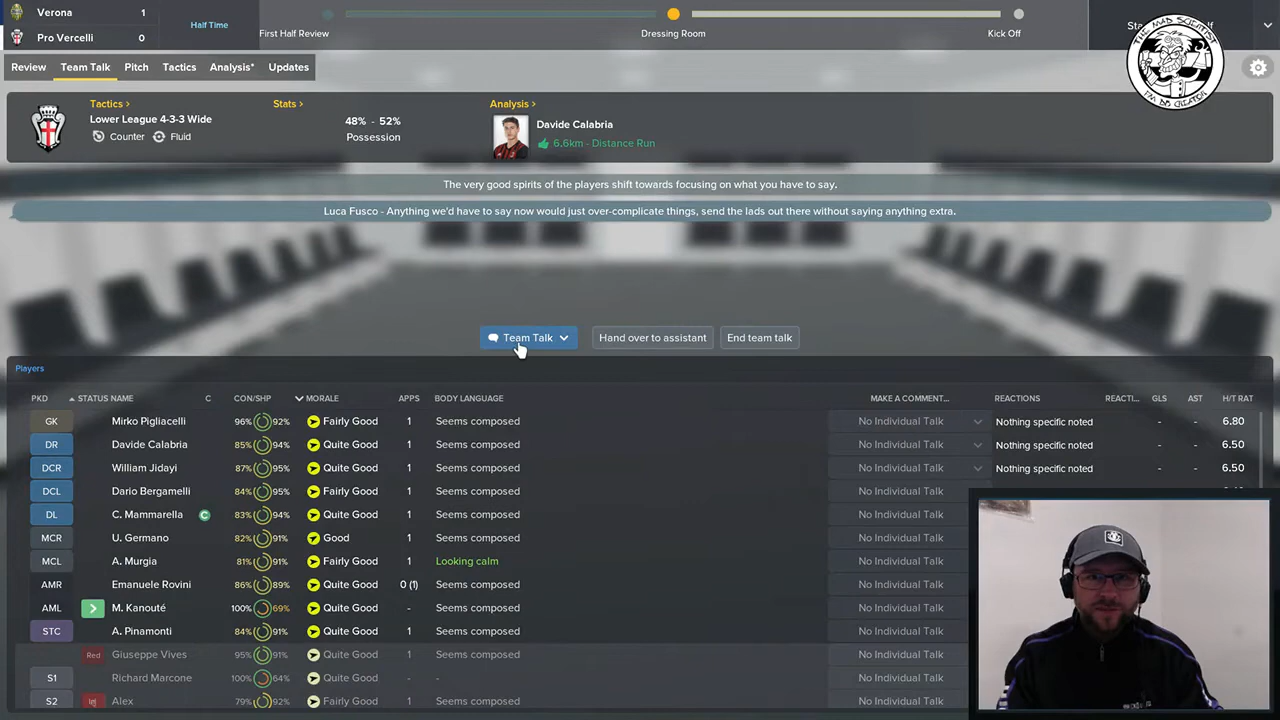 Verona 1
Half Time
Pro Vercelli 0
First Half Review
Dressing Room
Kick Off
THE MAD SCIENTIST
I'M DB CREATOR
Review Team Talk Pitch Tactics Analysis* Updates
Tactics > Stats > Analysis >
Lower League 4-3-3 Wide
Counter Fluid
48% - 52%
Possession
Davide Calabria
6.6km - Distance Run
The very good spirits of the players shift towards focusing on what you have to say.
Luca Fusco - Anything we'd have to say now would just over-complicate things, send the lads out there without saying anything extra.
Team Talk Hand over to assistant End team talk
Players
PKD STATUS NAME C CON/SHP MORALE APPS BODY LANGUAGE MAKE A COMMENT... REACTIONS REACTI... GLS AST H/T RAT
GK Mirko Pigliacelli 96% 92% Fairly Good 1 Seems composed No Individual Talk Nothing specific noted - - 6.80
DR Davide Calabria 85% 94% Quite Good 1 Seems composed No Individual Talk Nothing specific noted - - 6.50
DCR William Jidayi 87% 95% Quite Good 1 Seems composed No Individual Talk Nothing specific noted - - 6.50
DCL Dario Bergamelli 84% 95% Fairly Good 1 Seems composed No Individual Talk
DL C. Mammarella C 83% 94% Quite Good 1 Seems composed No Individual Talk
MCR U. Germano 82% 91% Good 1 Seems composed No Individual Talk
MCL A. Murgia 81% 91% Fairly Good 1 Looking calm No Individual Talk
AMR Emanuele Rovini 86% 89% Quite Good 0 (1) Seems composed No Individual Talk
AML M. Kanouté 100% 69% Quite Good - Seems composed No Individual Talk
STC A. Pinamonti 84% 91% Quite Good 1 Seems composed No Individual Talk
Red Giuseppe Vives 95% 91% Quite Good 1 Seems composed No Individual Talk
S1 Richard Marcone 100% 64% Quite Good - - No Individual Talk
S2 Inj Alex 79% 92% Fairly Good 1 Seems composed No Individual Talk